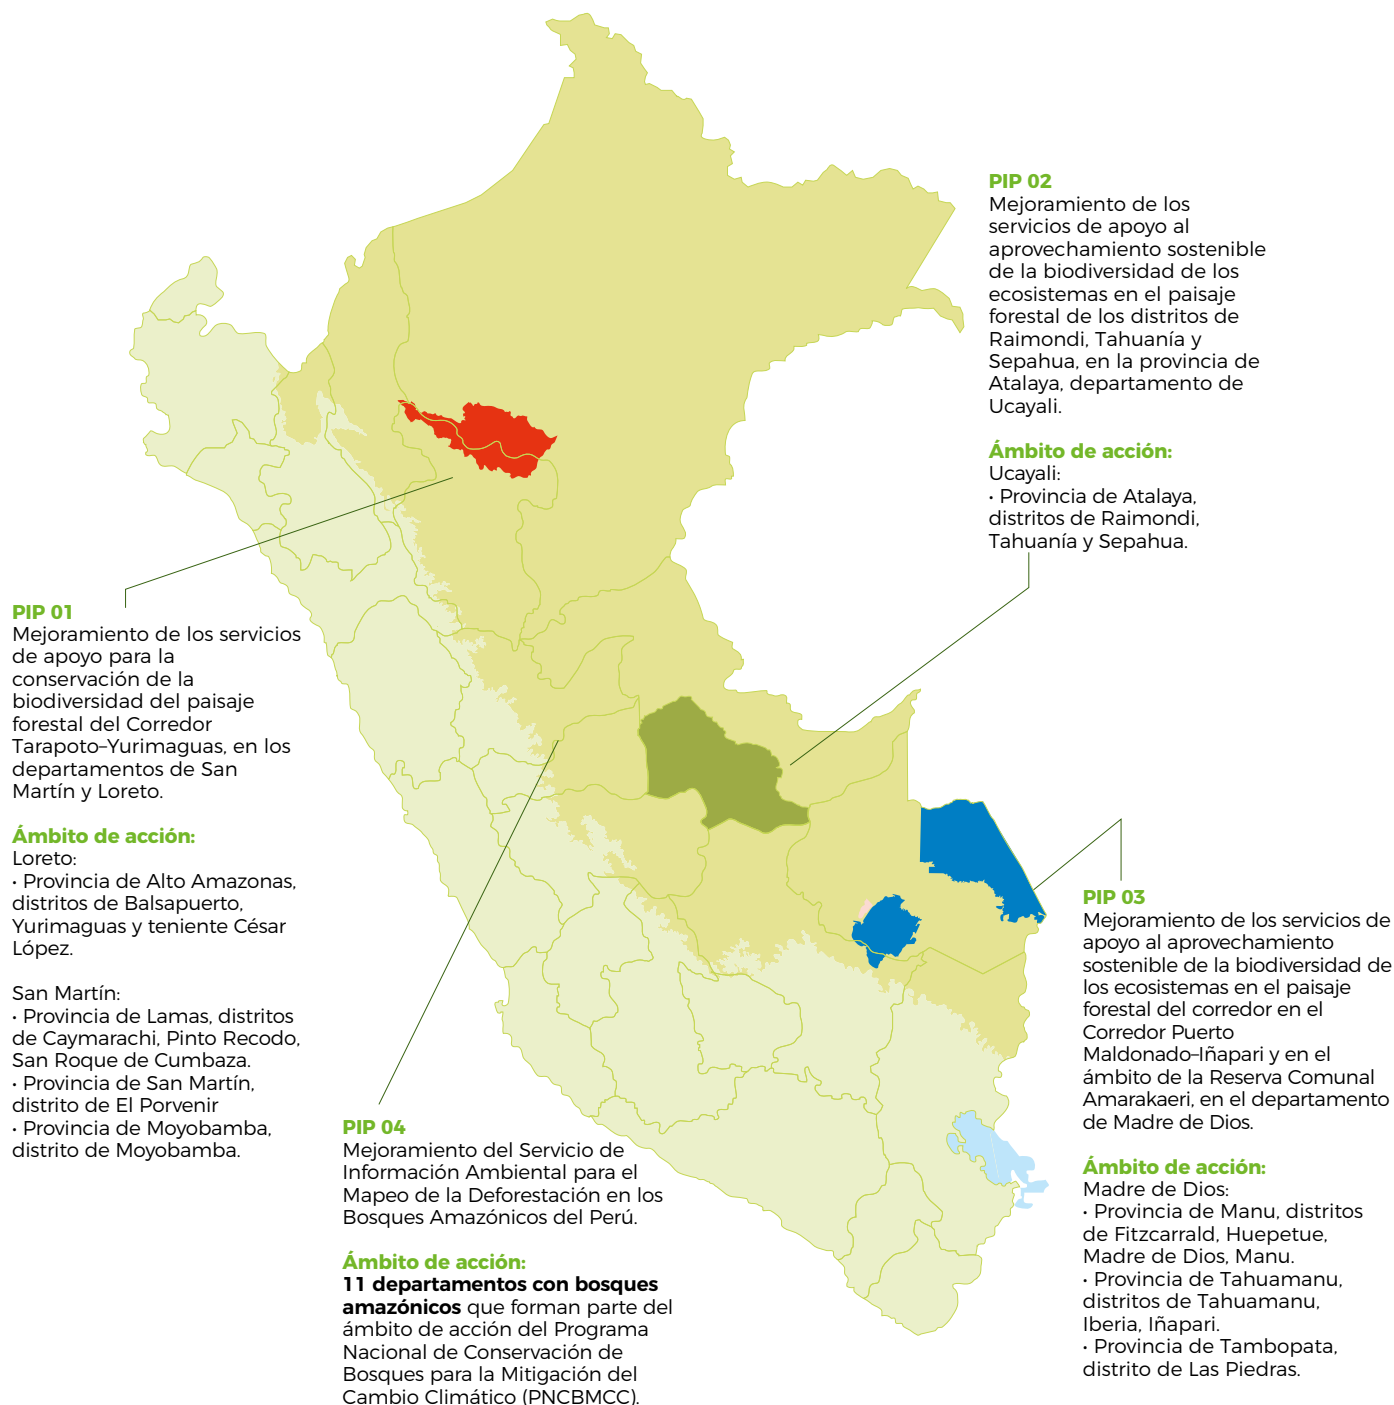 PIP 02
Mejoramiento de los
servicios de apoyo al
aprovechamiento sostenible
de la biodiversidad de los
ecosistemas en el paisaje
forestal de los distritos de
Raimondi, Tahuanía y
Sepahua, en la provincia de
Atalaya, departamento de
Ucayali.
Ámbito de acción:
Ucayali:
• Provincia de Atalaya,
distritos de Raimondi,
Tahuanía y Sepahua.
PIP 01
Mejoramiento de los servicios
de apoyo para la
conservación de la
biodiversidad del paisaje
forestal del Corredor
Tarapoto–Yurimaguas, en los
departamentos de San
Martín y Loreto.
Ámbito de acción:
Loreto:
• Provincia de Alto Amazonas,
distritos de Balsapuerto,
Yurimaguas y teniente César
López.
San Martín:
• Provincia de Lamas, distritos
de Caymarachi, Pinto Recodo,
San Roque de Cumbaza.
• Provincia de San Martín,
distrito de El Porvenir
• Provincia de Moyobamba,
distrito de Moyobamba.
PIP 04
Mejoramiento del Servicio de
Información Ambiental para el
Mapeo de la Deforestación en los
Bosques Amazónicos del Perú.
Ámbito de acción:
11 departamentos con bosques
amazónicos que forman parte del
ámbito de acción del Programa
Nacional de Conservación de
Bosques para la Mitigación del
Cambio Climático (PNCBMCC).
PIP 03
Mejoramiento de los servicios de
apoyo al aprovechamiento
sostenible de la biodiversidad de
los ecosistemas en el paisaje
forestal del corredor en el
Corredor Puerto
Maldonado–Iñapari y en el
ámbito de la Reserva Comunal
Amarakaeri, en el departamento
de Madre de Dios.
Ámbito de acción:
Madre de Dios:
• Provincia de Manu, distritos
de Fitzcarrald, Huepetue,
Madre de Dios, Manu.
• Provincia de Tahuamanu,
distritos de Tahuamanu,
Iberia, Iñapari.
• Provincia de Tambopata,
distrito de Las Piedras.